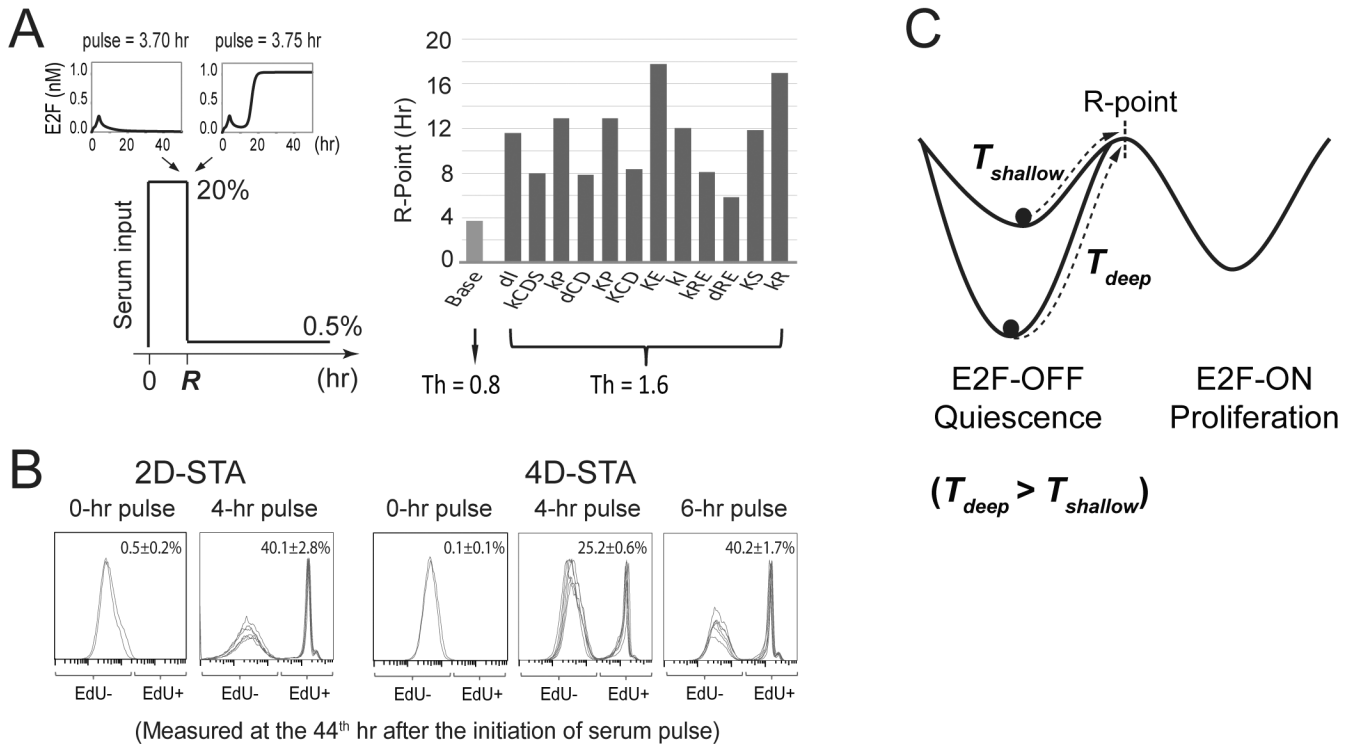 A
pulse = 3.70 hr
pulse = 3.75 hr
E2F (nM)
1.0
0.5
0.0
0 20 40
1.0
0.5
0.0
0 20 40 (hr)
20%
Serum input
0.5%
0 R (hr)
R-Point (Hr)
20
16
12
8
4
0
Base
dI
kCDS
kP
dCD
KP
KCD
KE
kI
kRE
dRE
KS
kR
Th = 0.8
Th = 1.6
B
2D-STA
4D-STA
0-hr pulse
4-hr pulse
0-hr pulse
4-hr pulse
6-hr pulse
0.5±0.2%
40.1±2.8%
0.1±0.1%
25.2±0.6%
40.2±1.7%
EdU- EdU+
EdU- EdU+
EdU- EdU+
EdU- EdU+
EdU- EdU+
(Measured at the 44th hr after the initiation of serum pulse)
C
R-point
Tshallow
Tdeep
E2F-OFF
Quiescence
E2F-ON
Proliferation
(Tdeep > Tshallow)